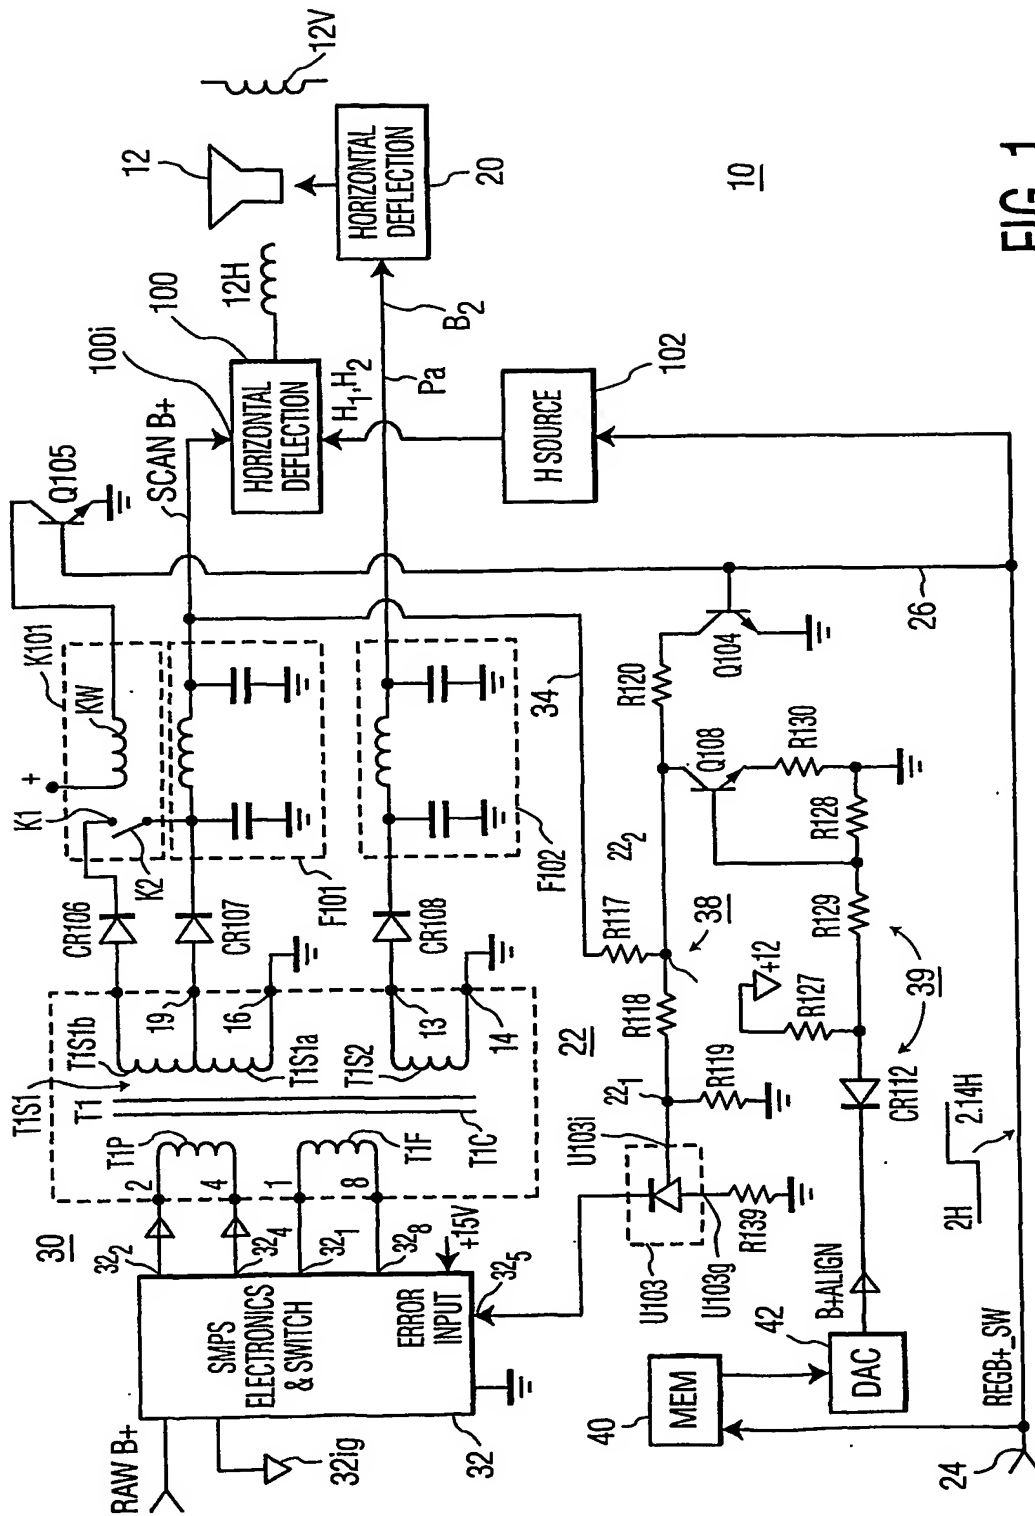 12V
12
HORIZONTAL
DEFLECTION
20
10
FIG. 1
12H
100
100i
HORIZONTAL
DEFLECTION
SCAN B+
H1, H2
B2
Pa
H SOURCE
102
Q105
K101
KW
+
K1
K2
F101
F102
34
26
Q104
R120
Q108
R130
R128
CR106
CR107
CR108
222
R117
38
R129
39
T1S1
T1S1b
T1
19
16
T1S1a
13
14
T1S2
22
R118
+12
R127
T1P
2
4
1
8
T1F
T1C
U103i
221
R119
CR112
2.14H
2H
30
322
324
321
328
+15V
325
U103
U103g
R139
SMPS
ELECTRONICS
& SWITCH
ERROR
INPUT
RAW B+
32ig
32
40
MEM
42
DAC
B+ALIGN
REGB+_SW
24